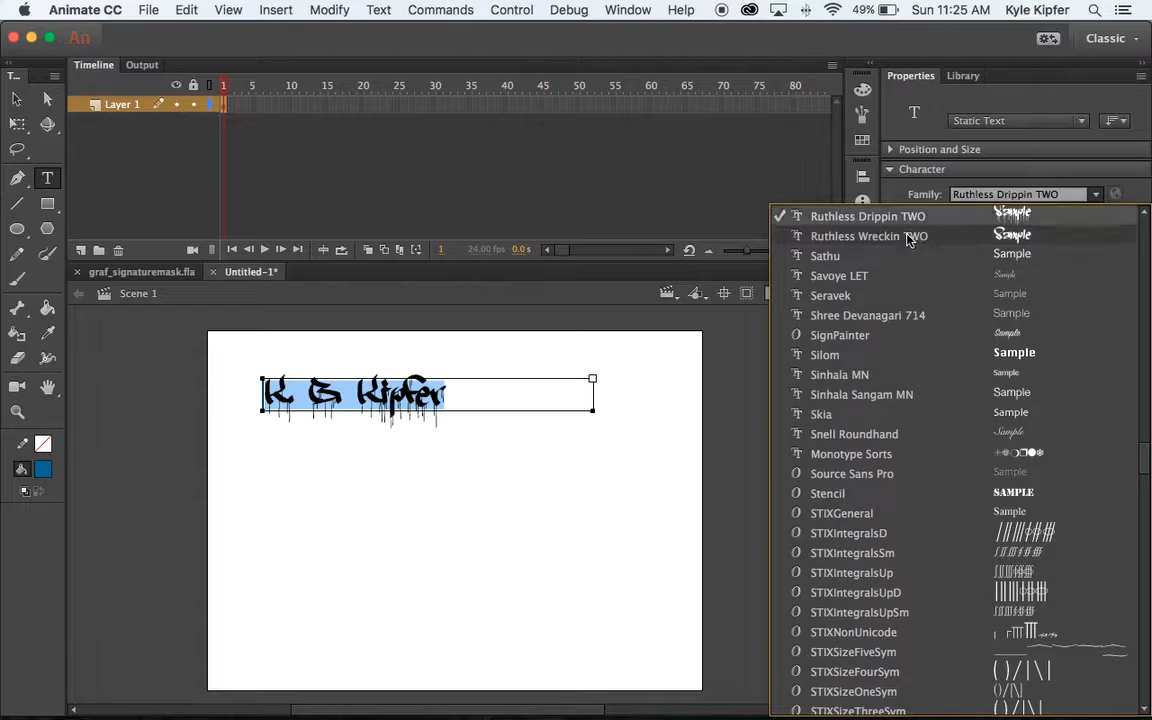 Animate CC File Edit View Insert Modify Text Commands Control Debug Window Help 49% Sun 11:25 AM Kyle Kipfer
An Classic
T... Timeline Output Properties Library
1 5 10 15 20 25 30 35 40 45 50 55 60 65 70 75 80
Layer 1
T Static Text
Position and Size
Character
Family: Ruthless Drippin TWO
Ruthless Drippin TWO Sample
Ruthless Wreckin TWO Sample
Sathu Sample
Savoye LET Sample
Seravek Sample
Shree Devanagari 714 Sample
SignPainter Sample
Silom Sample
Sinhala MN Sample
Sinhala Sangam MN Sample
Skia Sample
Snell Roundhand Sample
Monotype Sorts
Source Sans Pro Sample
Stencil SAMPLE
STIXGeneral Sample
STIXIntegralsD
STIXIntegralsSm
STIXIntegralsUp
STIXIntegralsUpD
STIXIntegralsUpSm
STIXNonUnicode
STIXSizeFiveSym
STIXSizeFourSym ( ) / | \ |
STIXSizeOneSym ( ) / | \ |
STIXSizeThreeSym
1 24.00 fps 0.0 s
graf_signaturemask.fla Untitled-1*
Scene 1
K B Kipfer